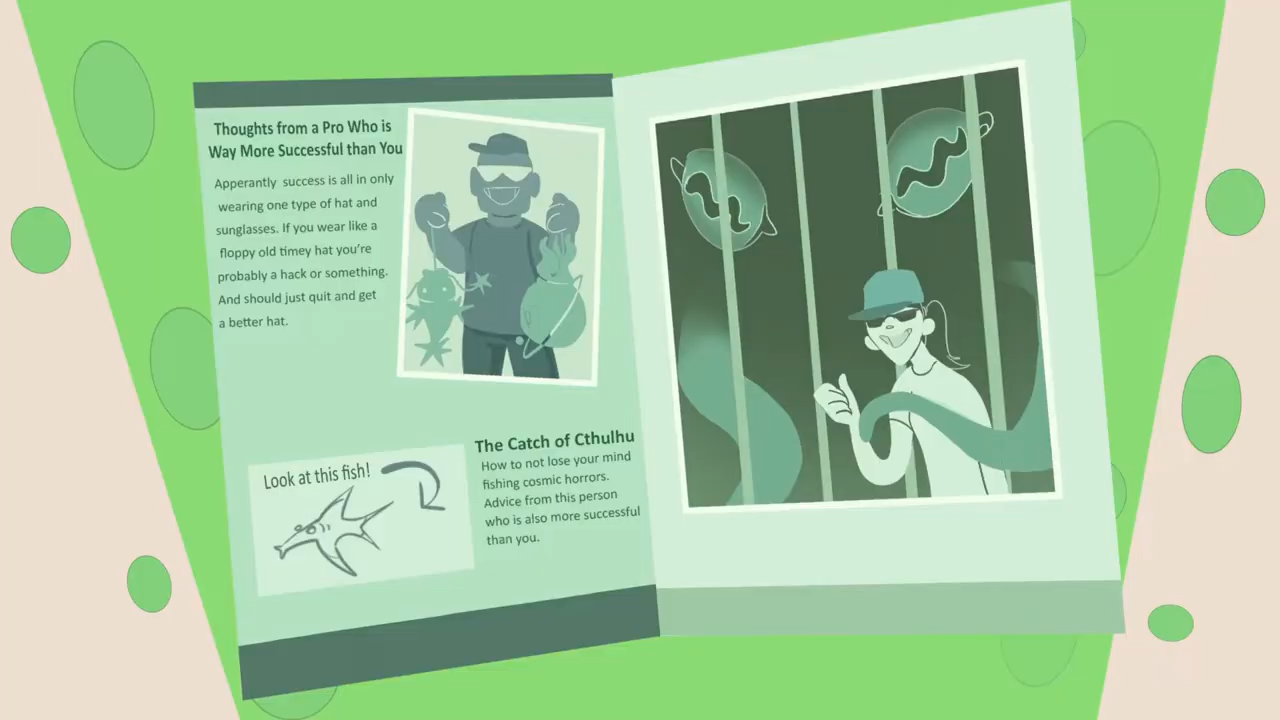 Thoughts from a Pro Who is
Way More Successful than You
Apperantly success is all in only
wearing one type of hat and
sunglasses. If you wear like a
floppy old timey hat you're
probably a hack or something.
And should just quit and get
a better hat.
Look at this fish!
The Catch of Cthulhu
How to not lose your mind
fishing cosmic horrors.
Advice from this person
who is also more successful
than you.